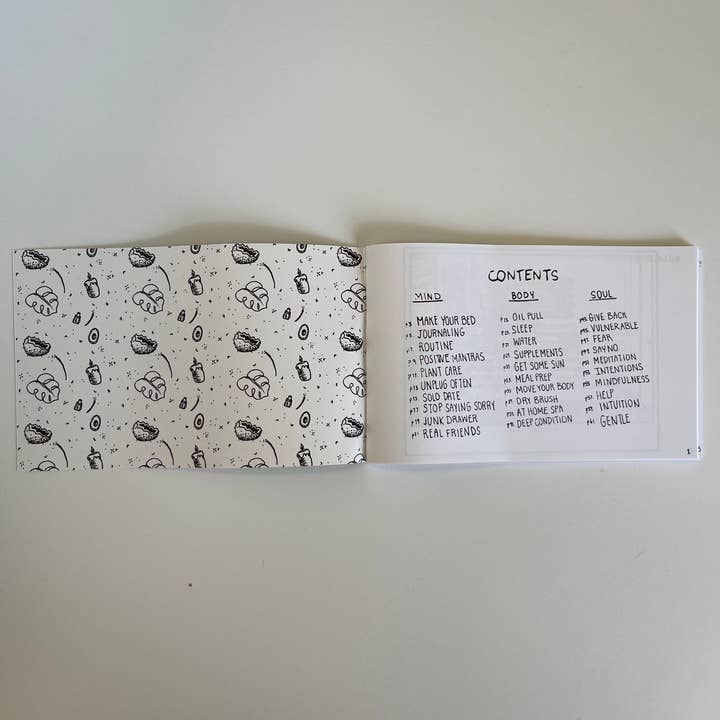 CONTENTS
MIND
MAKE YOUR BED
JOURNALING
ROUTINE
POSITIVE MANTRAS
PLANT CARE
UNPLUG OFTEN
SOLO DATE
STOP SAYING SORRY
JUNK DRAWER
REAL FRIENDS
BODY
OIL PULL
SLEEP
WATER
SUPPLEMENTS
GET SOME SUN
MEAL PREP
MOVE YOUR BODY
DRY BRUSH
AT HOME SPA
DEEP CONDITION
SOUL
GIVE BACK
VULNERABLE
FEAR
SAY NO
MEDITATION
INTENTIONS
MINDFULNESS
HELP
INTUITION
GENTLE
1